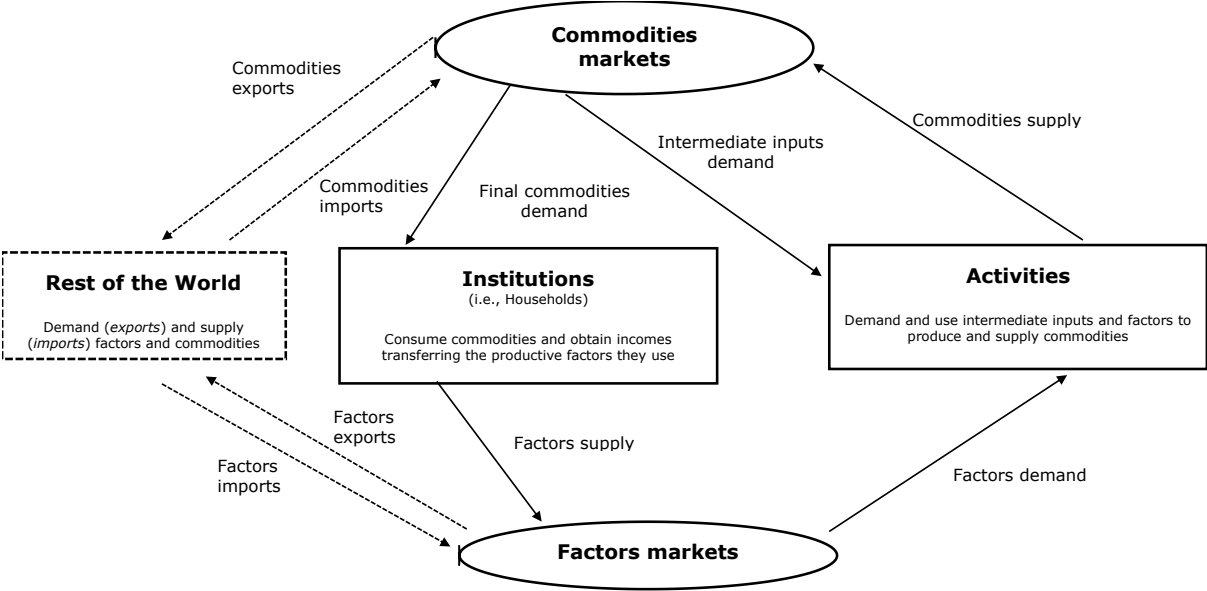 Commodities
markets
Commodities
exports
Commodities supply
Intermediate inputs
demand
Commodities
imports
Final commodities
demand
Rest of the World
Demand (exports) and supply
(imports) factors and commodities
Institutions
(i.e., Households)
Consume commodities and obtain incomes
transferring the productive factors they use
Activities
Demand and use intermediate inputs and factors to
produce and supply commodities
Factors
exports
Factors supply
Factors
imports
Factors demand
Factors markets